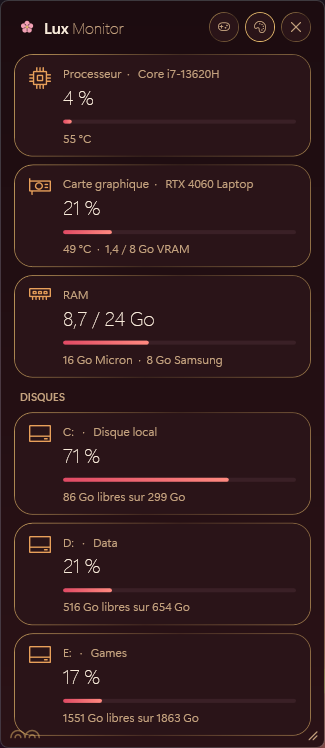 Lux Monitor
Processeur · Core i7-13620H
4 %
55 °C
Carte graphique · RTX 4060 Laptop
21 %
49 °C · 1,4 / 8 Go VRAM
RAM
8,7 / 24 Go
16 Go Micron · 8 Go Samsung
DISQUES
C: · Disque local
71 %
86 Go libres sur 299 Go
D: · Data
21 %
516 Go libres sur 654 Go
E: · Games
17 %
1551 Go libres sur 1863 Go